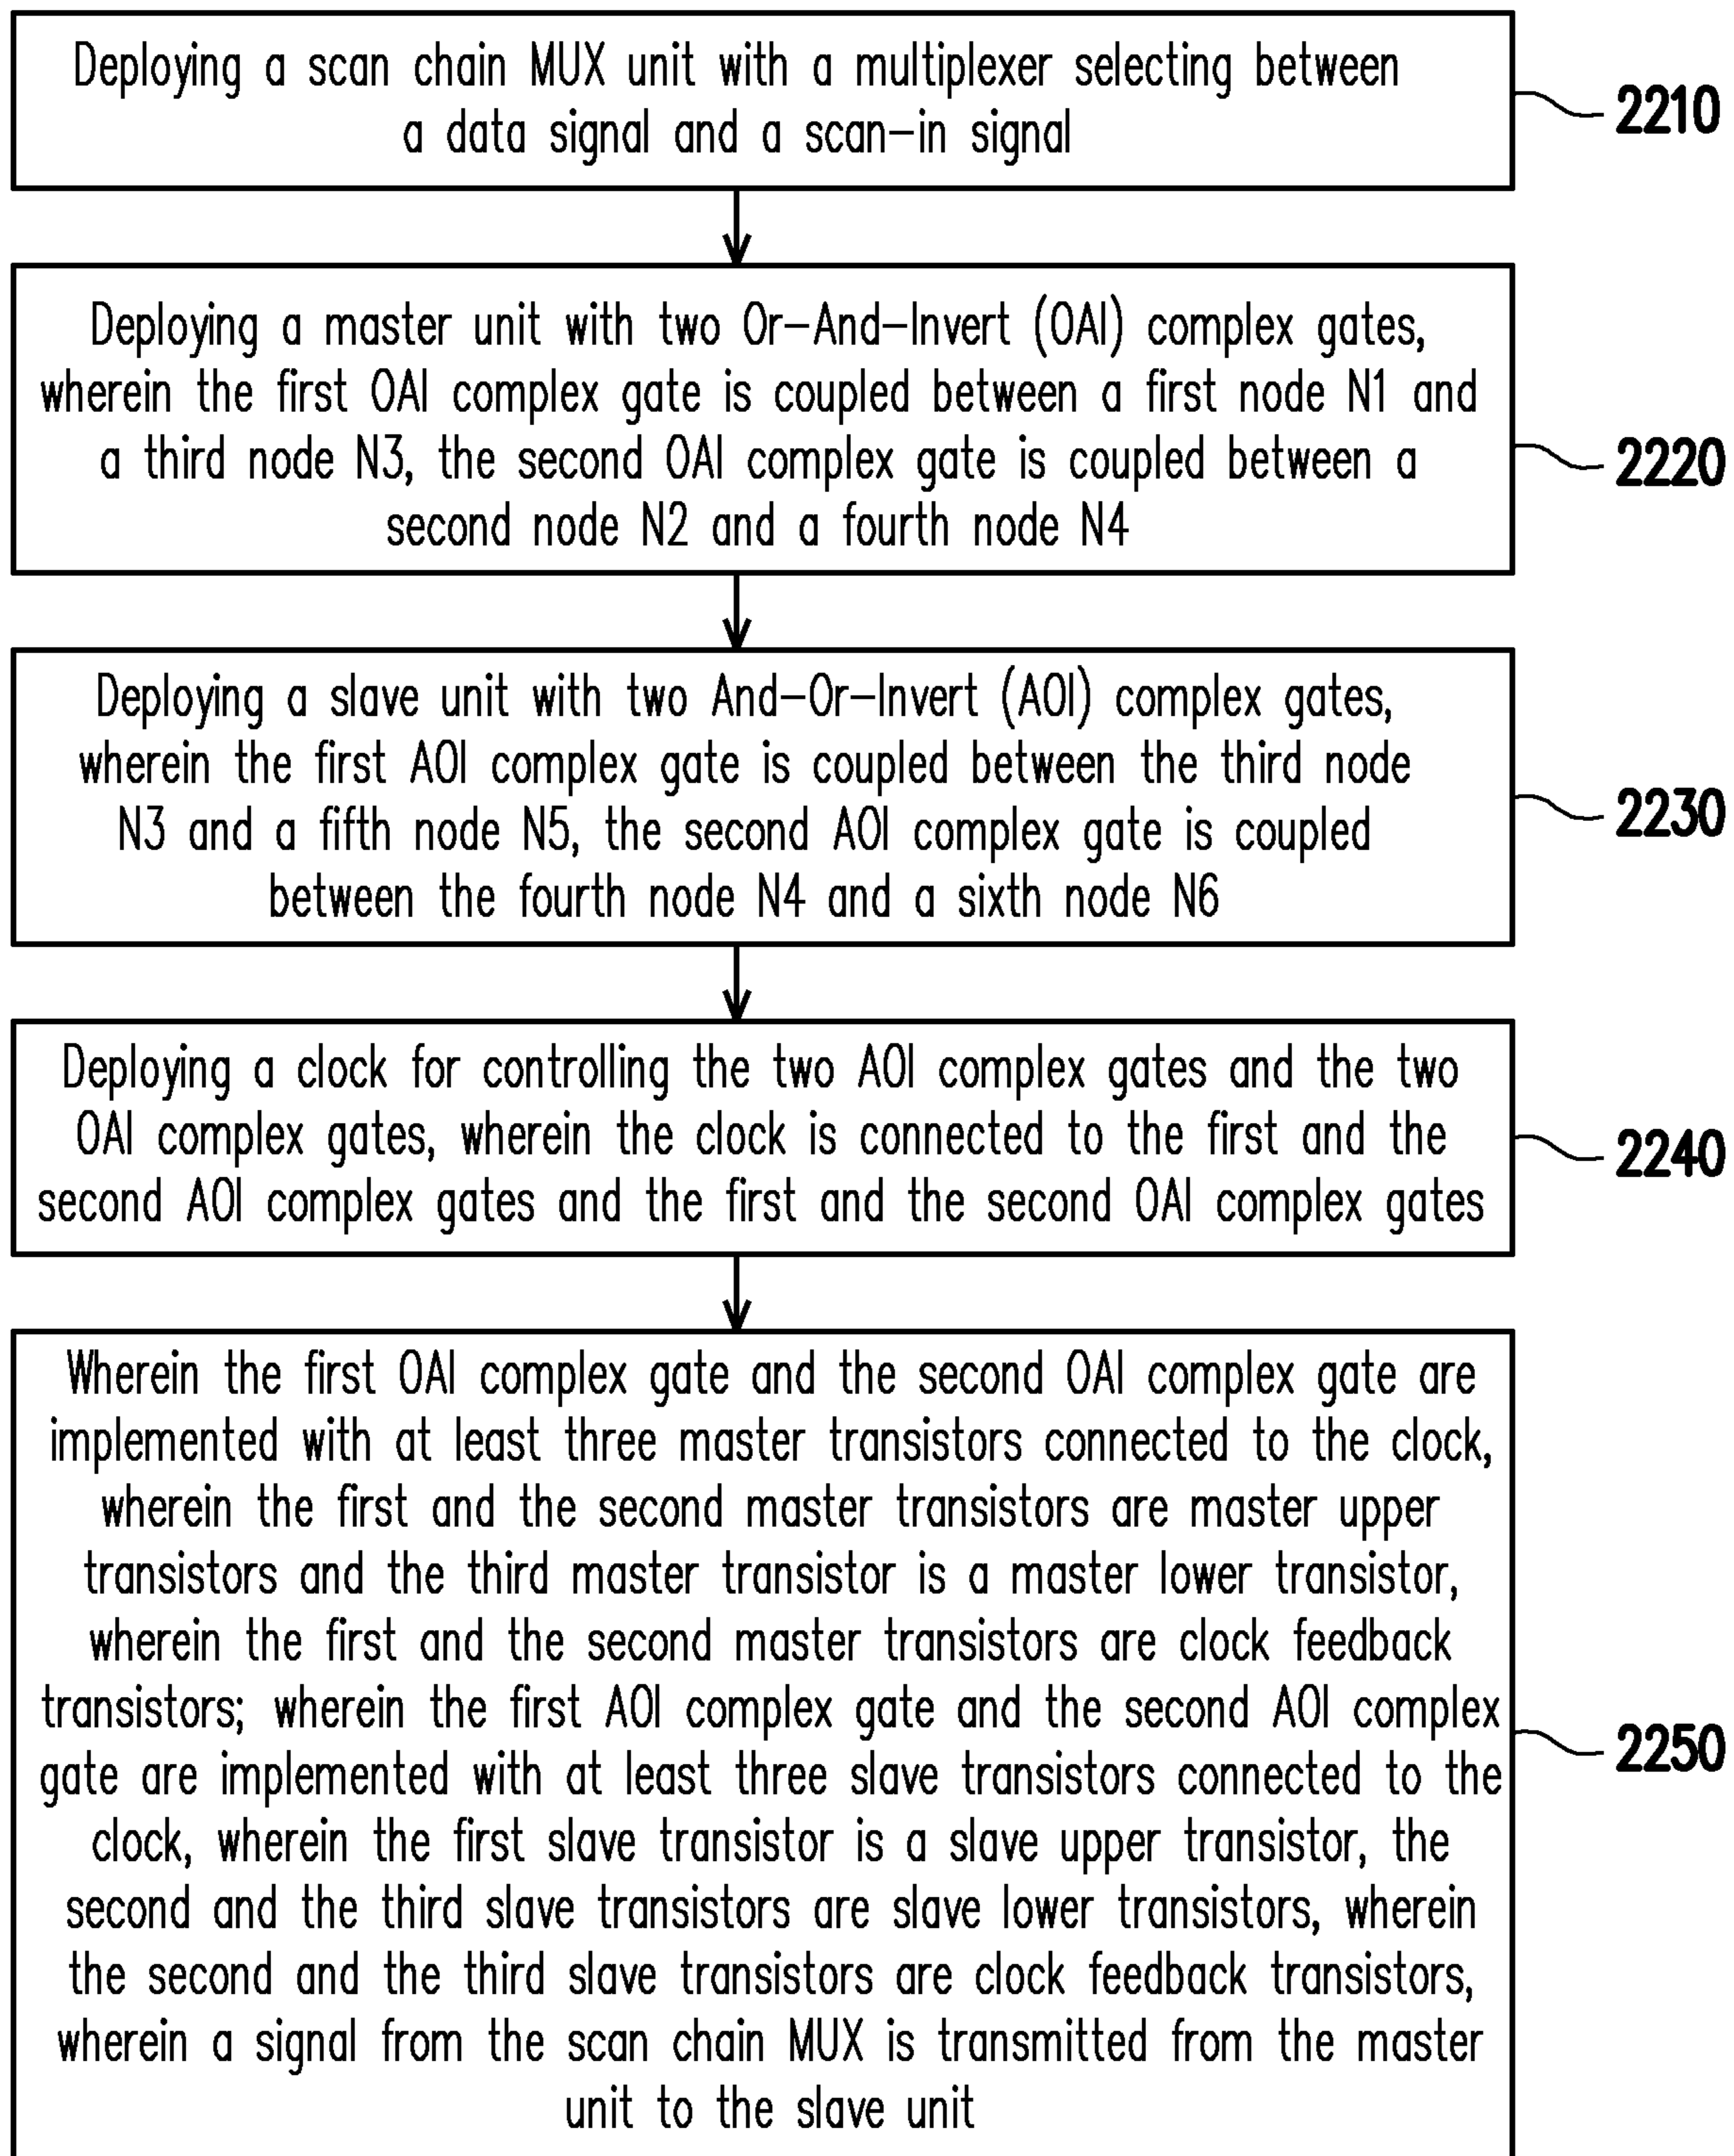 Deploying a scan chain MUX unit with a multiplexer selecting between
a data signal and a scan-in signal
2210
Deploying a master unit with two Or-And-Invert (OAI) complex gates,
wherein the first OAI complex gate is coupled between a first node N1 and
a third node N3, the second OAI complex gate is coupled between a
second node N2 and a fourth node N4
2220
Deploying a slave unit with two And-Or-Invert (AOI) complex gates,
wherein the first AOI complex gate is coupled between the third node
N3 and a fifth node N5, the second AOI complex gate is coupled
between the fourth node N4 and a sixth node N6
2230
Deploying a clock for controlling the two AOI complex gates and the two
OAI complex gates, wherein the clock is connected to the first and the
second AOI complex gates and the first and the second OAI complex gates
2240
Wherein the first OAI complex gate and the second OAI complex gate are
implemented with at least three master transistors connected to the clock,
wherein the first and the second master transistors are master upper
transistors and the third master transistor is a master lower transistor,
wherein the first and the second master transistors are clock feedback
transistors; wherein the first AOI complex gate and the second AOI complex
gate are implemented with at least three slave transistors connected to the
clock, wherein the first slave transistor is a slave upper transistor, the
second and the third slave transistors are slave lower transistors, wherein
the second and the third slave transistors are clock feedback transistors,
wherein a signal from the scan chain MUX is transmitted from the master
unit to the slave unit
2250